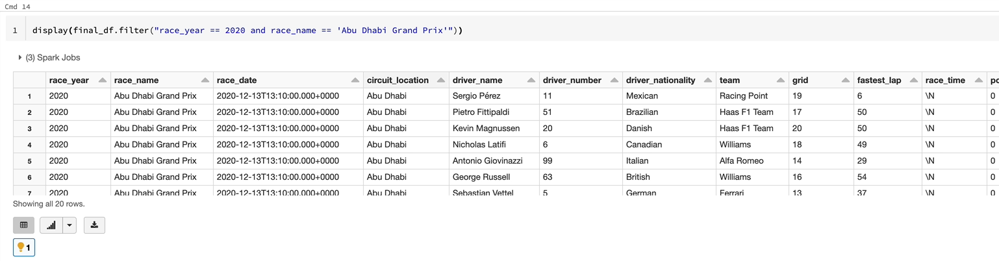 Cmd 14
1 display(final_df.filter("race_year == 2020 and race_name == 'Abu Dhabi Grand Prix'"))
(3) Spark Jobs
race_year race_name race_date circuit_location driver_name driver_number driver_nationality team grid fastest_lap race_time po
1 2020 Abu Dhabi Grand Prix 2020-12-13T13:10:00.000+0000 Abu Dhabi Sergio Pérez 11 Mexican Racing Point 19 6 \N 0
2 2020 Abu Dhabi Grand Prix 2020-12-13T13:10:00.000+0000 Abu Dhabi Pietro Fittipaldi 51 Brazilian Haas F1 Team 17 50 \N 0
3 2020 Abu Dhabi Grand Prix 2020-12-13T13:10:00.000+0000 Abu Dhabi Kevin Magnussen 20 Danish Haas F1 Team 20 50 \N 0
4 2020 Abu Dhabi Grand Prix 2020-12-13T13:10:00.000+0000 Abu Dhabi Nicholas Latifi 6 Canadian Williams 18 49 \N 0
5 2020 Abu Dhabi Grand Prix 2020-12-13T13:10:00.000+0000 Abu Dhabi Antonio Giovinazzi 99 Italian Alfa Romeo 14 29 \N 0
6 2020 Abu Dhabi Grand Prix 2020-12-13T13:10:00.000+0000 Abu Dhabi George Russell 63 British Williams 16 54 \N 0
7 2020 Abu Dhabi Grand Prix 2020-12-13T13:10:00.000+0000 Abu Dhabi Sebastian Vettel 5 German Ferrari 13 37 \N 0
Showing all 20 rows.
1